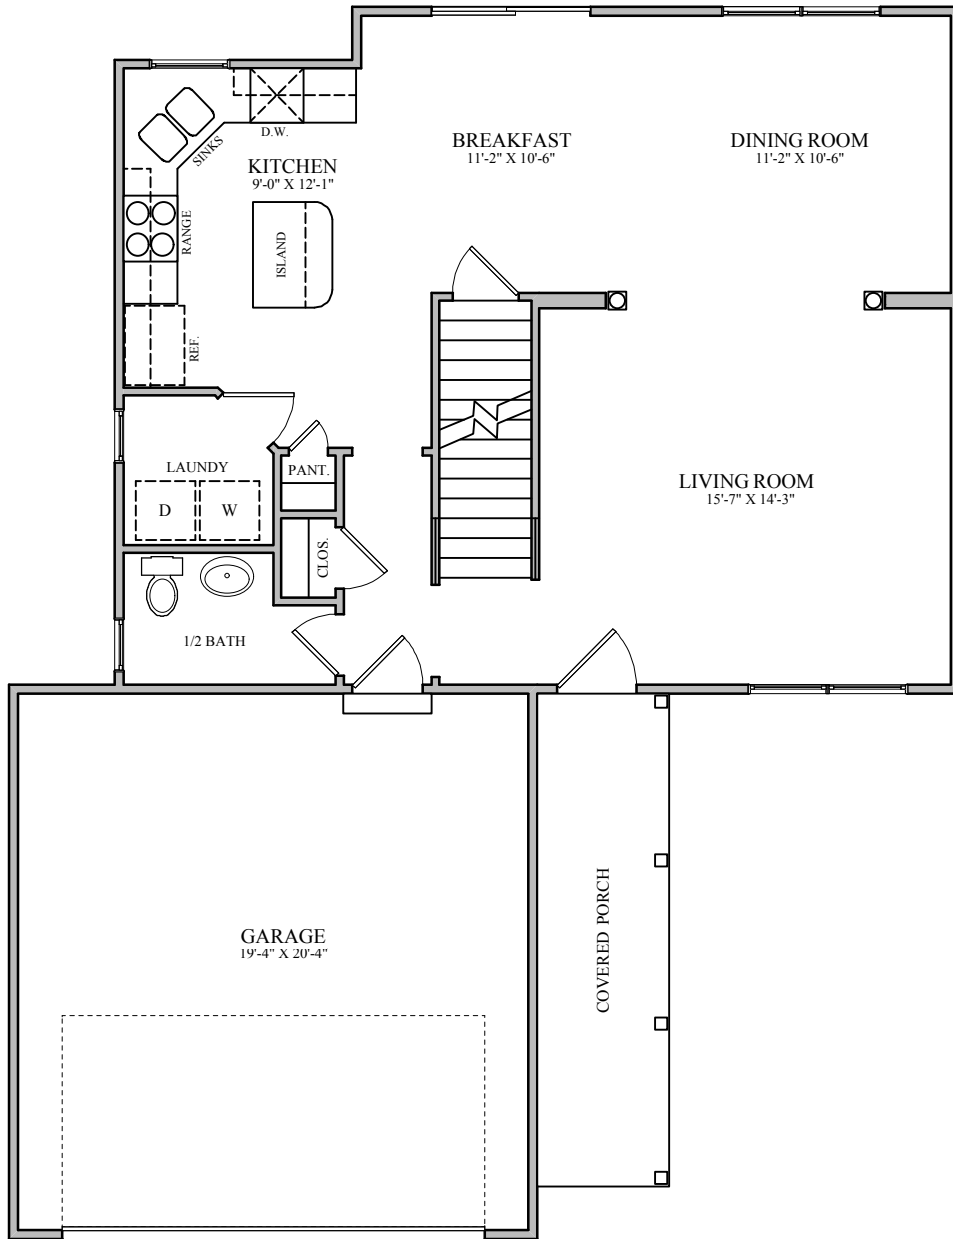 D.W.
SINKS
KITCHEN
9'-0" X 12'-1"
BREAKFAST
11'-2" X 10'-6"
DINING ROOM
11'-2" X 10'-6"
RANGE
ISLAND
REF.
LAUNDY
D
W
PANT.
CLOS.
LIVING ROOM
15'-7" X 14'-3"
1/2 BATH
GARAGE
19'-4" X 20'-4"
COVERED PORCH